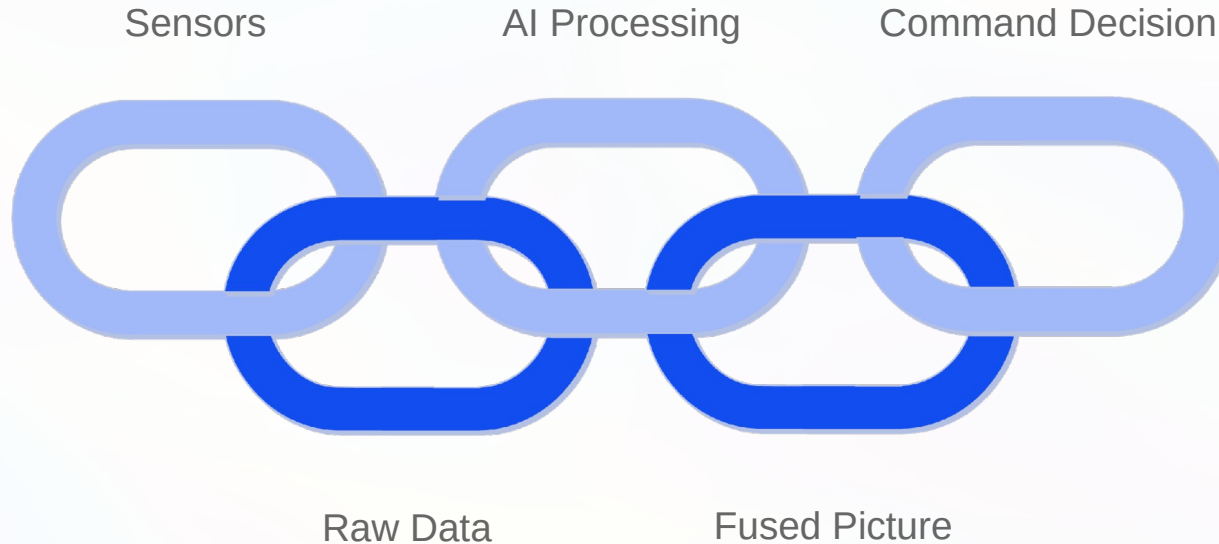 Sensors
AI Processing
Command Decision
Raw Data
Fused Picture